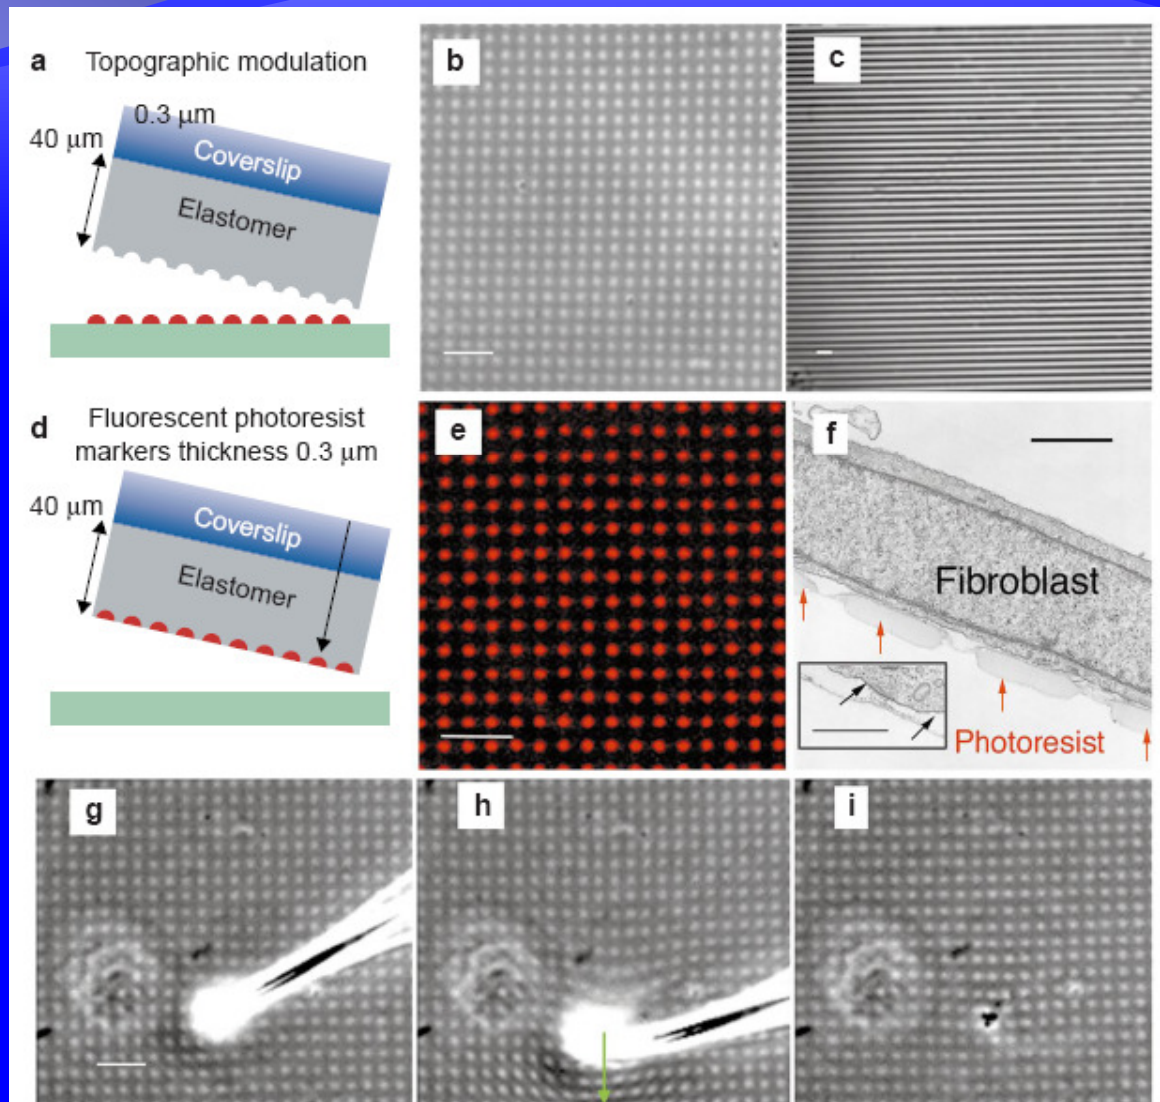 a Topographic modulation
0.3 μm
40 μm
Coverslip
Elastomer
b
c
d Fluorescent photoresist
markers thickness 0.3 μm
40 μm
Coverslip
Elastomer
e
f
Fibroblast
Photoresist
g
h
i